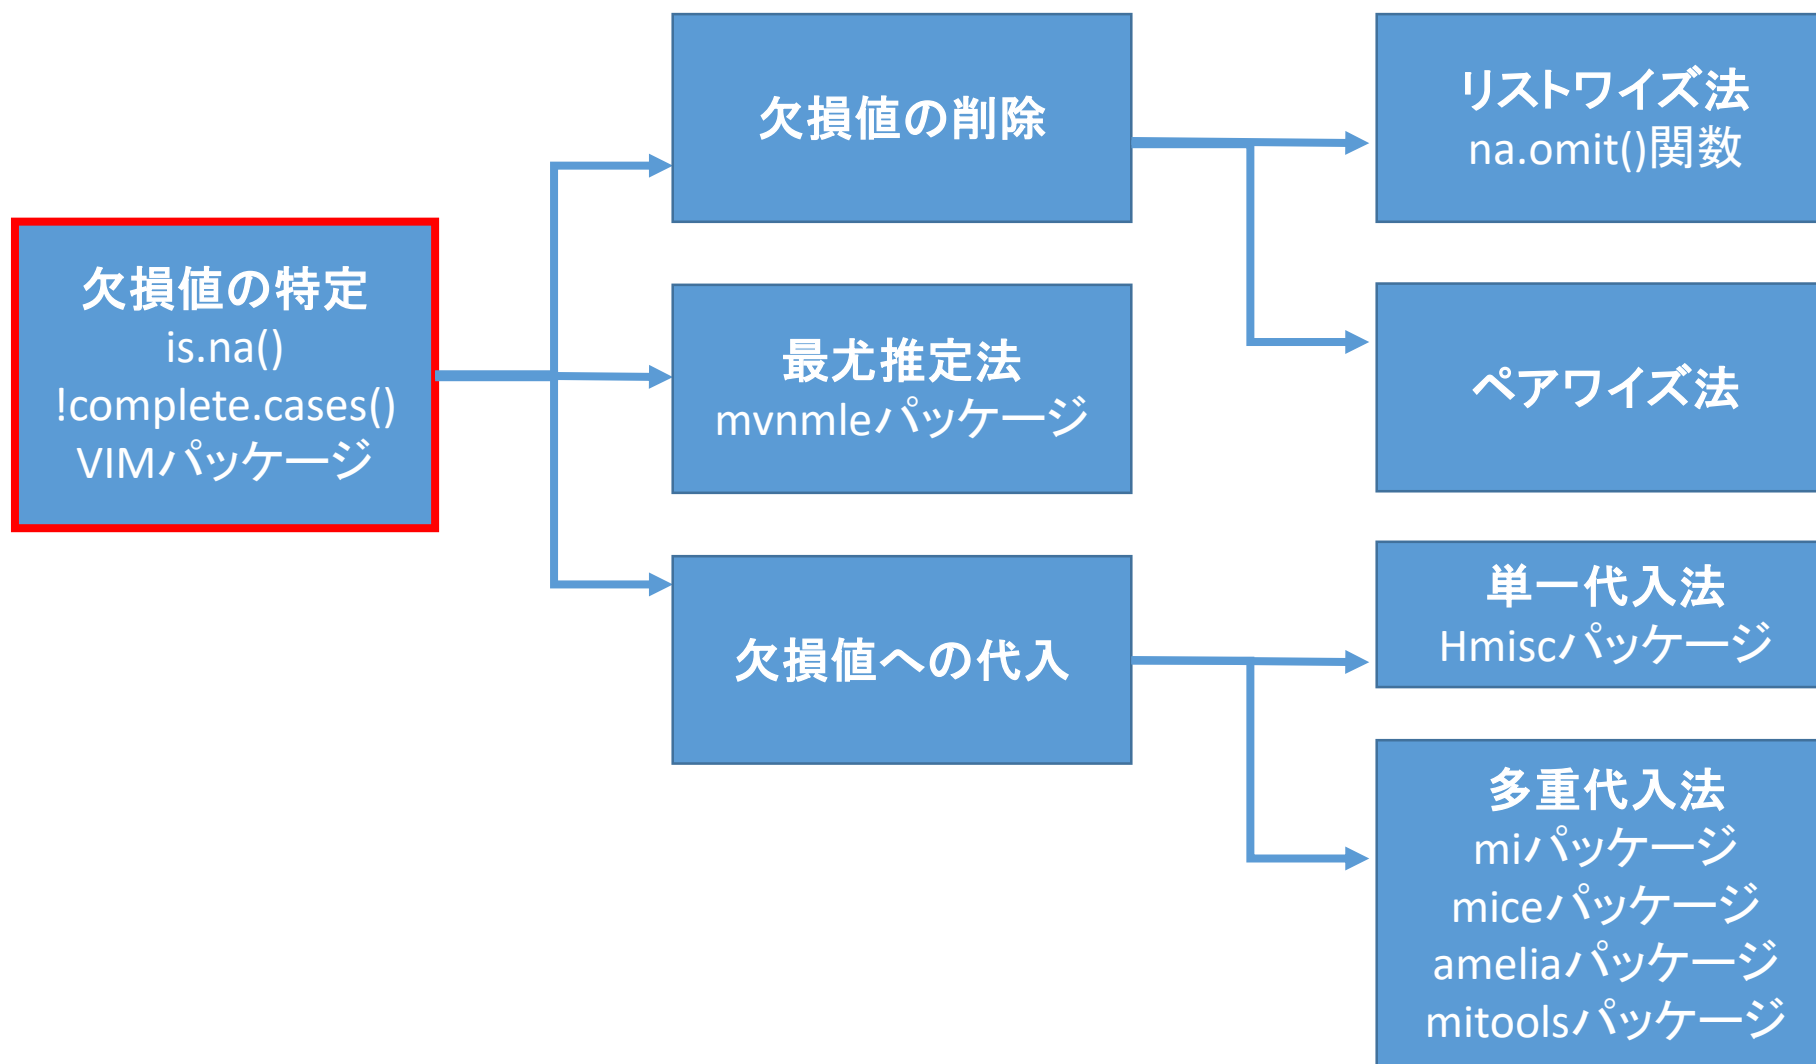 欠損値の特定
is.na()
!complete.cases()
VIMパッケージ
欠損値の削除
最尤推定法
mvnmleパッケージ
欠損値への代入
リストワイズ法
na.omit()関数
ペアワイズ法
単一代入法
Hmiscパッケージ
多重代入法
miパッケージ
miceパッケージ
ameliaパッケージ
mitoolsパッケージ